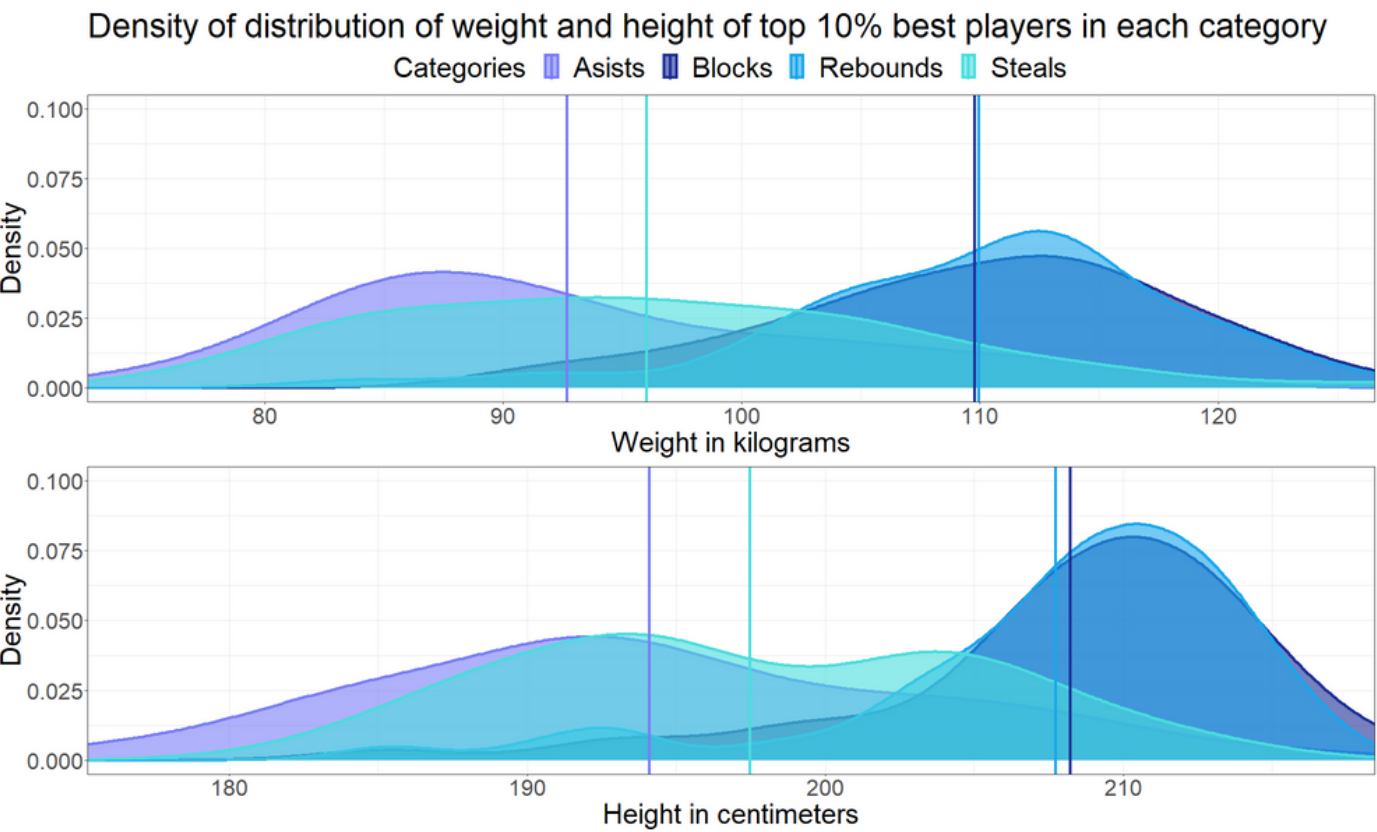 Density of distribution of weight and height of top 10% best players in each category
Categories Asists Blocks Rebounds Steals
0.100
0.075
0.050
0.025
0.000
Density
80 90 100 110 120
Weight in kilograms
0.100
0.075
0.050
0.025
0.000
Density
180 190 200 210
Height in centimeters